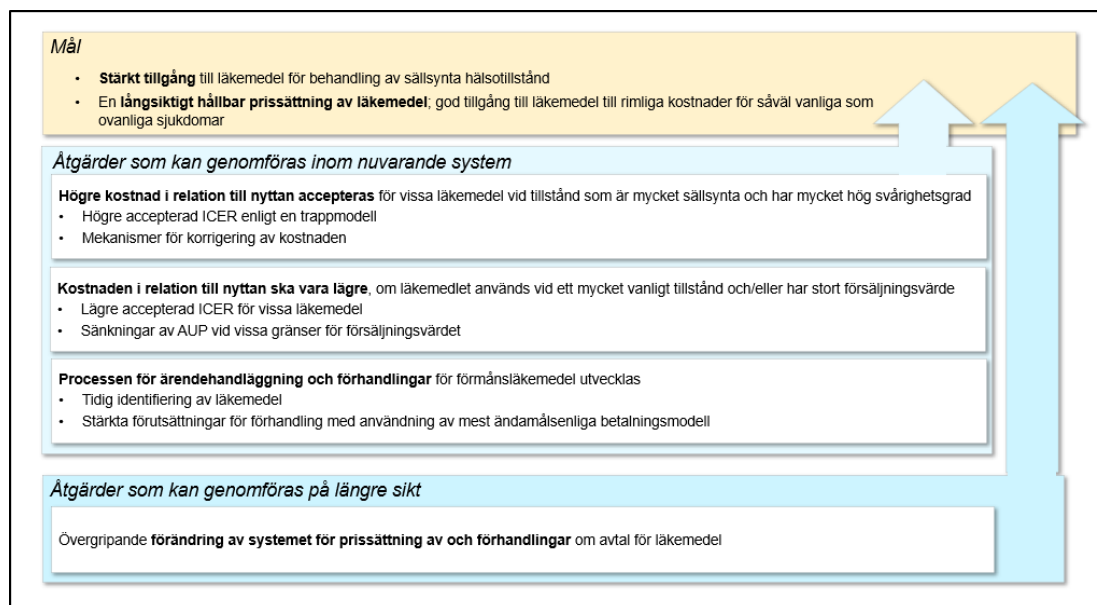 Mål
• Stärkt tillgång till läkemedel för behandling av sällsynta hälsotillstånd
• En långsiktigt hållbar prissättning av läkemedel; god tillgång till läkemedel till rimliga kostnader för såväl vanliga som
ovanliga sjukdomar
Åtgärder som kan genomföras inom nuvarande system
Högre kostnad i relation till nyttan accepteras för vissa läkemedel vid tillstånd som är mycket sällsynta och har mycket hög svårighetsgrad
• Högre accepterad ICER enligt en trappmodell
• Mekanismer för korrigering av kostnaden
Kostnaden i relation till nyttan ska vara lägre, om läkemedlet används vid ett mycket vanligt tillstånd och/eller har stort försäljningsvärde
• Lägre accepterad ICER för vissa läkemedel
• Sänkningar av AUP vid vissa gränser för försäljningsvärdet
Processen för ärendehandläggning och förhandlingar för förmånsläkemedel utvecklas
• Tidig identifiering av läkemedel
• Stärkta förutsättningar för förhandling med användning av mest ändamålsenliga betalningsmodell
Åtgärder som kan genomföras på längre sikt
Övergripande förändring av systemet för prissättning av och förhandlingar om avtal för läkemedel